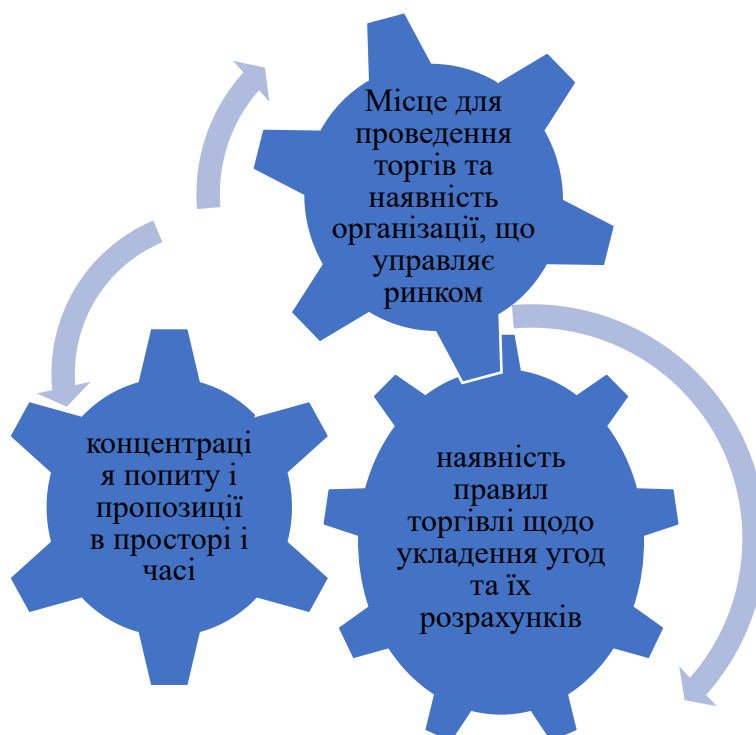 Місце для
проведення
торгів та
наявність
організації, що
управляє
ринком
концентраці
я попиту і
пропозиції
в просторі і
часі
наявність
правил
торгівлі щодо
укладення угод
та їх
розрахунків